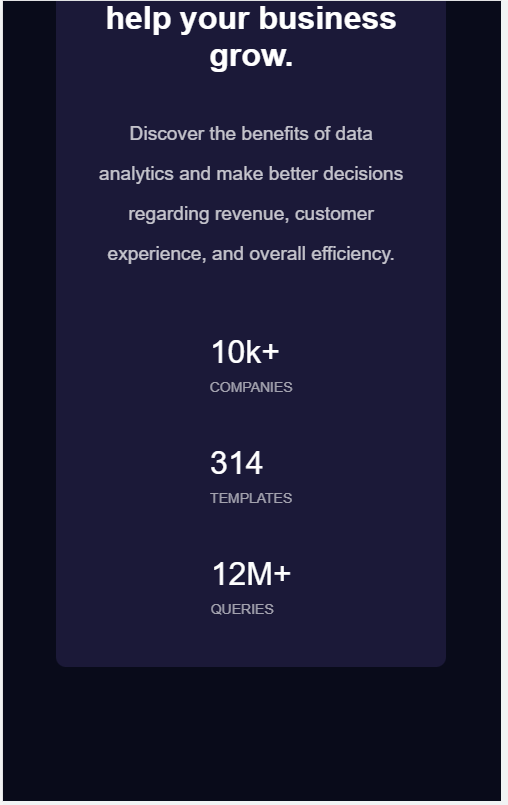 help your business
grow.
Discover the benefits of data
analytics and make better decisions
regarding revenue, customer
experience, and overall efficiency.
10k+
COMPANIES
314
TEMPLATES
12M+
QUERIES